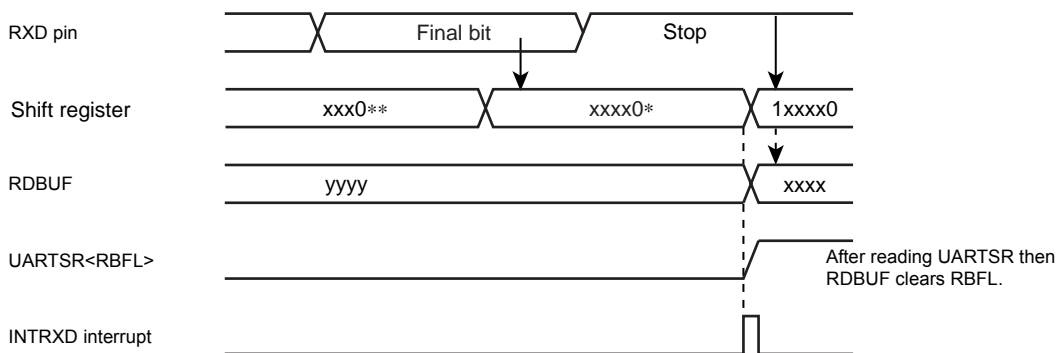 RXD pin
Final bit
Stop
Shift register
xxx0**
xxxx0*
1xxxx0
RDBUF
yyyy
xxxx
UARTSR<RBFL>
After reading UARTSR then
RDBUF clears RBFL.
INTRXD interrupt